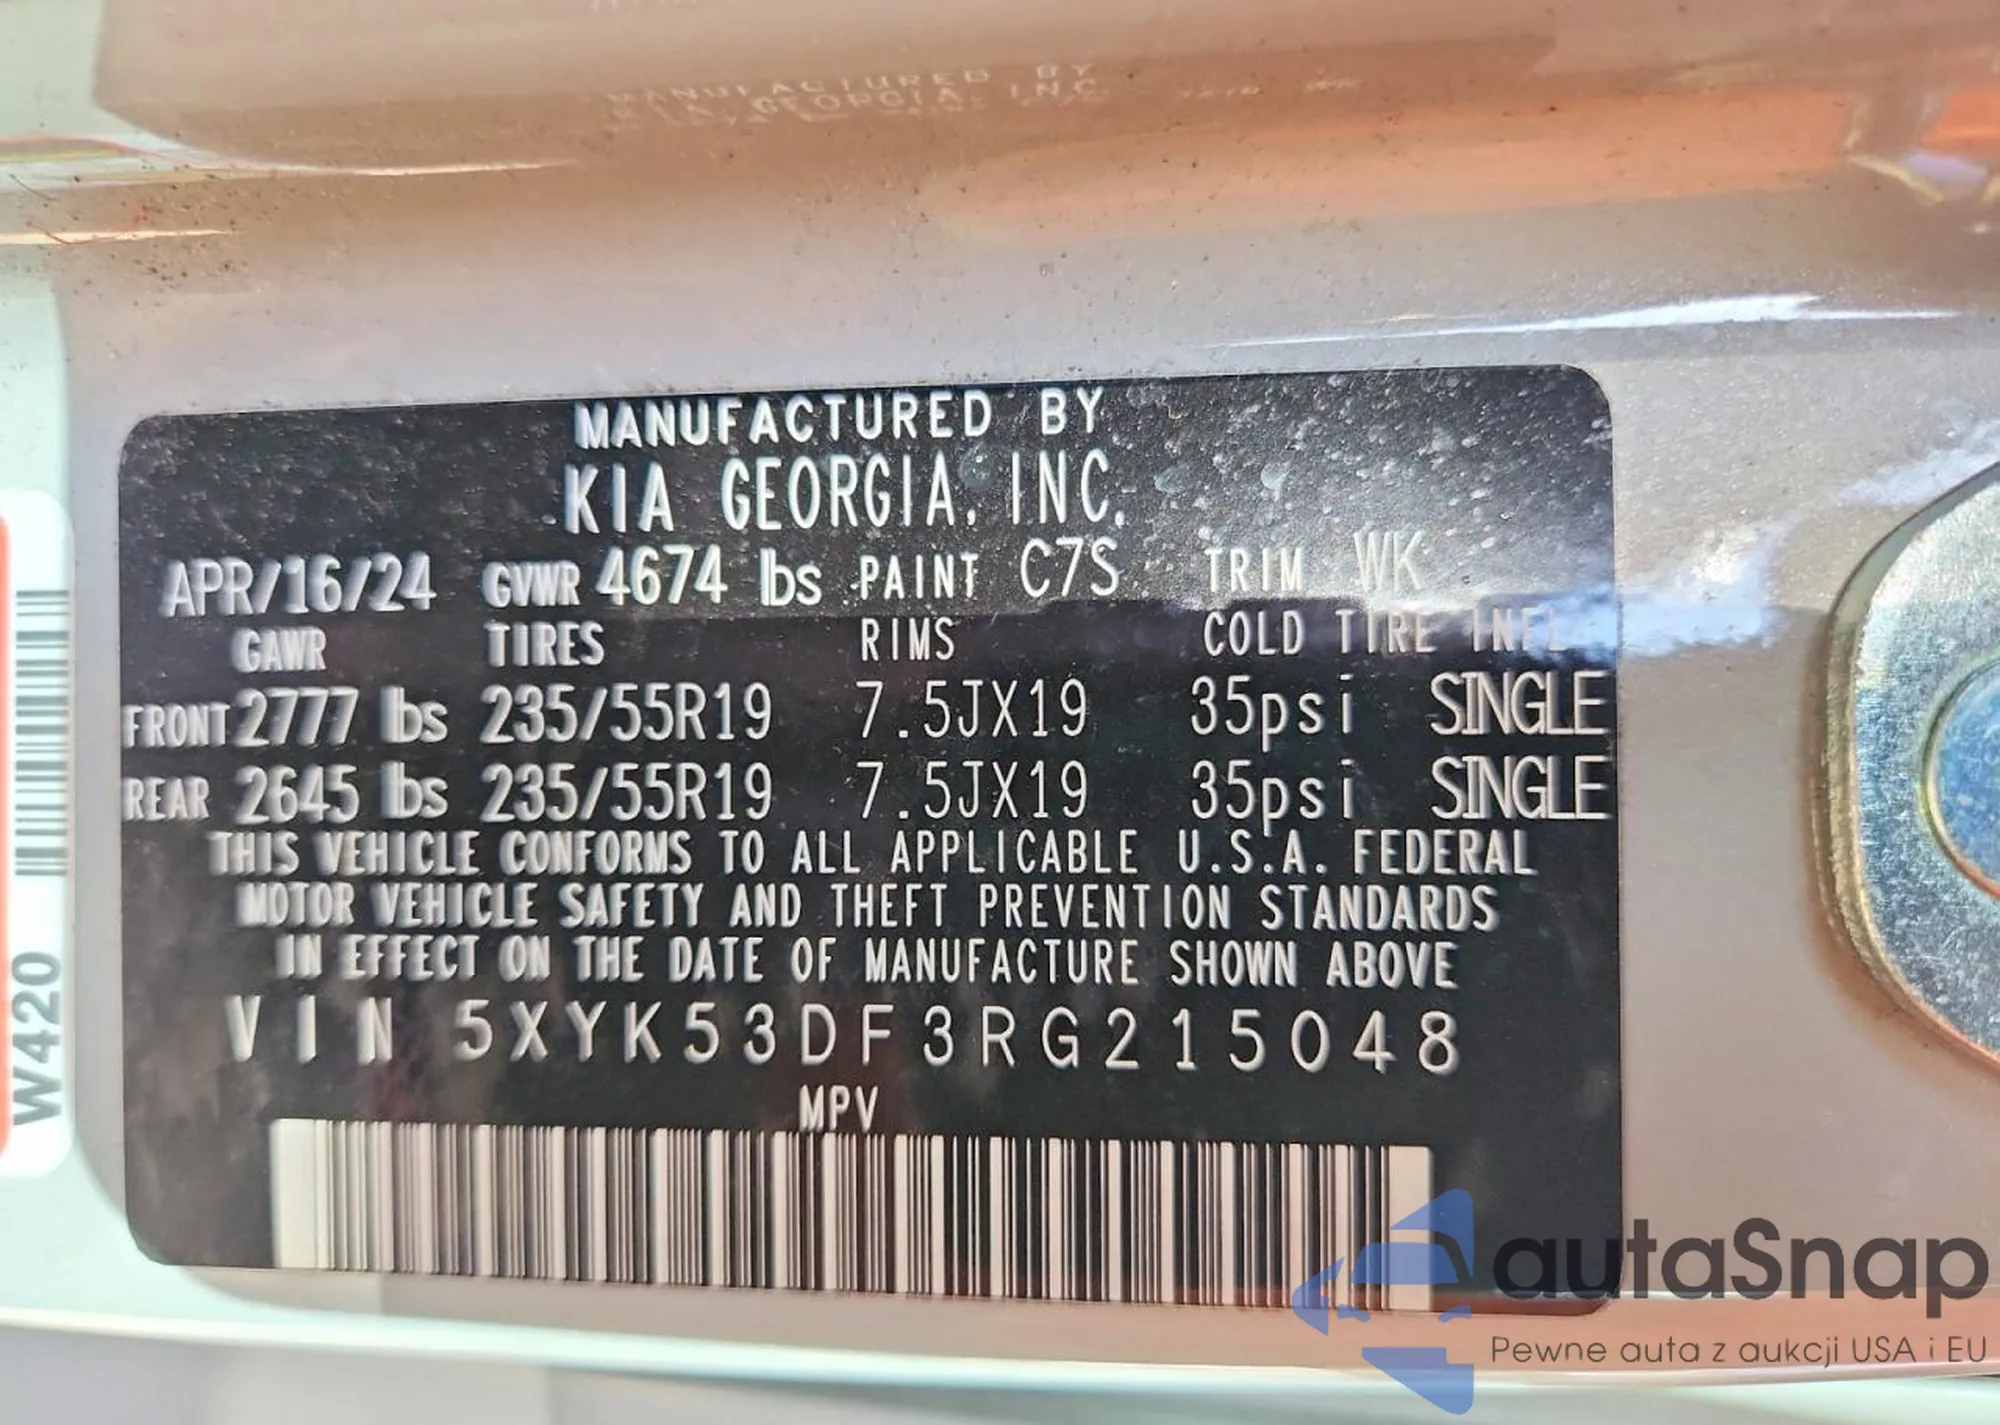 MANUFACTURED BY
KIA GEORGIA, INC.
APR/16/24 GVWR 4674 lbs PAINT C7S TRIM WK
GAWR TIRES RIMS COLD TIRE INFL
FRONT 2777 lbs 235/55R19 7.5JX19 35psi SINGLE
REAR 2645 lbs 235/55R19 7.5JX19 35psi SINGLE
THIS VEHICLE CONFORMS TO ALL APPLICABLE U.S.A. FEDERAL
MOTOR VEHICLE SAFETY AND THEFT PREVENTION STANDARDS
IN EFFECT ON THE DATE OF MANUFACTURE SHOWN ABOVE
VIN 5XYK53DF3RG215048
MPV
W420
autaSnap
Pewne auta z aukcji USA i EU